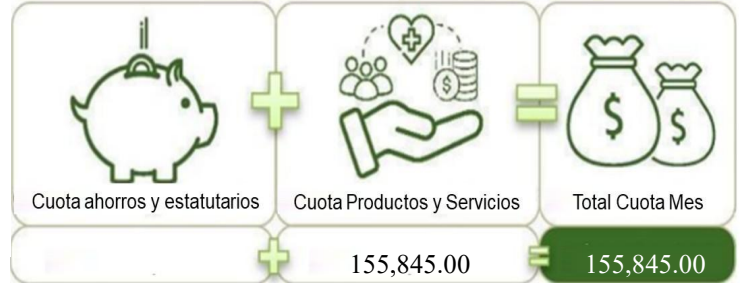 Cuota ahorros y estatutarios
Cuota Productos y Servicios
Total Cuota Mes
155,845.00
155,845.00